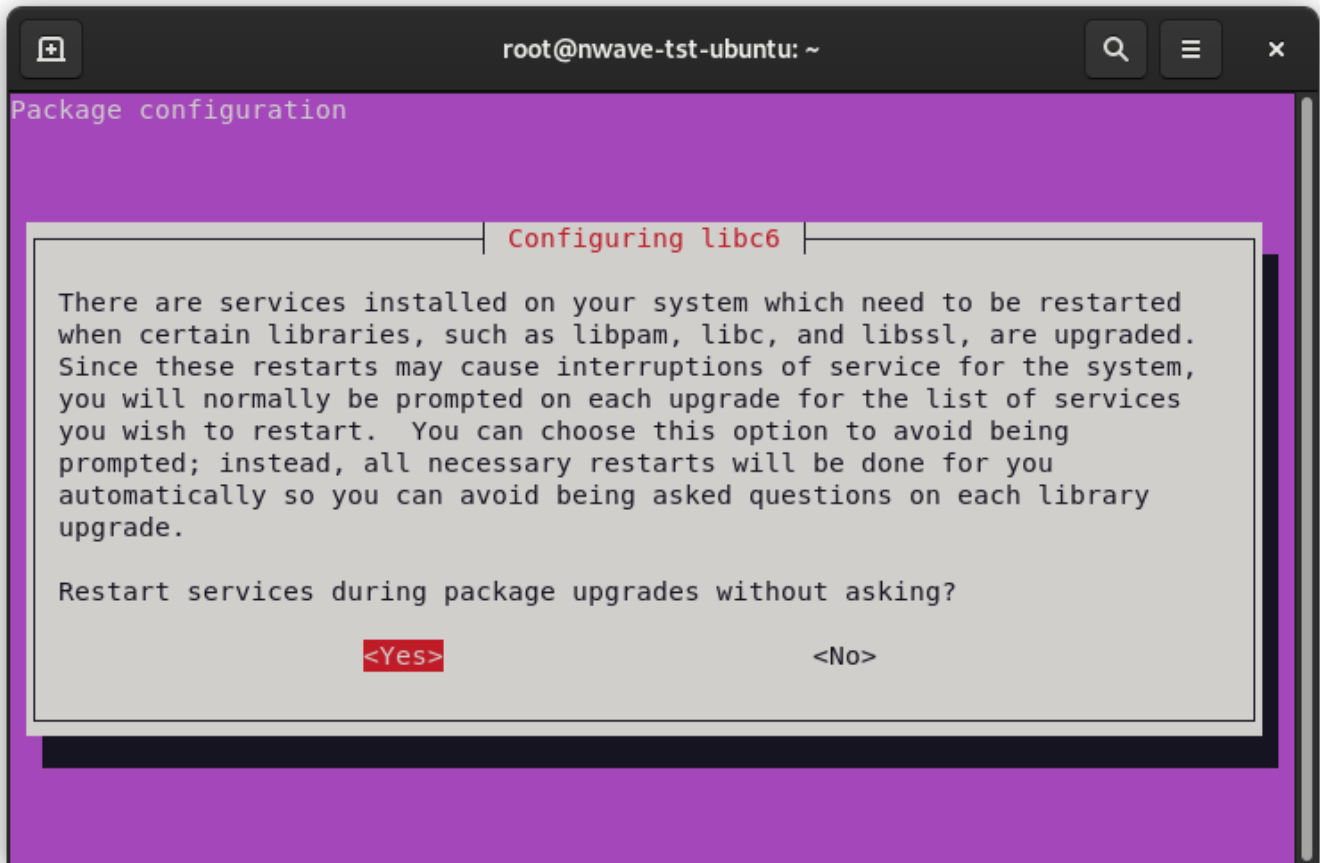 root@nwave-tst-ubuntu: ~
Package configuration
Configuring libc6
There are services installed on your system which need to be restarted
when certain libraries, such as libpam, libc, and libssl, are upgraded.
Since these restarts may cause interruptions of service for the system,
you will normally be prompted on each upgrade for the list of services
you wish to restart.  You can choose this option to avoid being
prompted; instead, all necessary restarts will be done for you
automatically so you can avoid being asked questions on each library
upgrade.
Restart services during package upgrades without asking?
<Yes> <No>